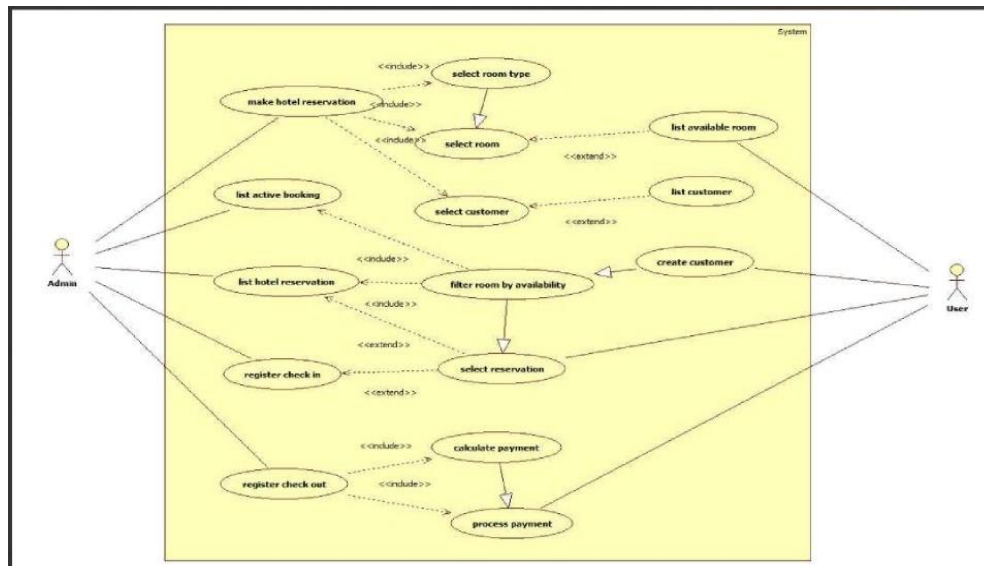 System
<<include>>
select room type
make hotel reservation
<<include>>
list available room
<<include>>
select room
<<extend>>
list active booking
list customer
select customer
<<extend>>
Admin
<<include>>
create customer
list hotel reservation
filter room by availability
User
<<include>>
<<extend>>
register check in
select reservation
<<extend>>
<<include>>
calculate payment
register check out
<<include>>
process payment